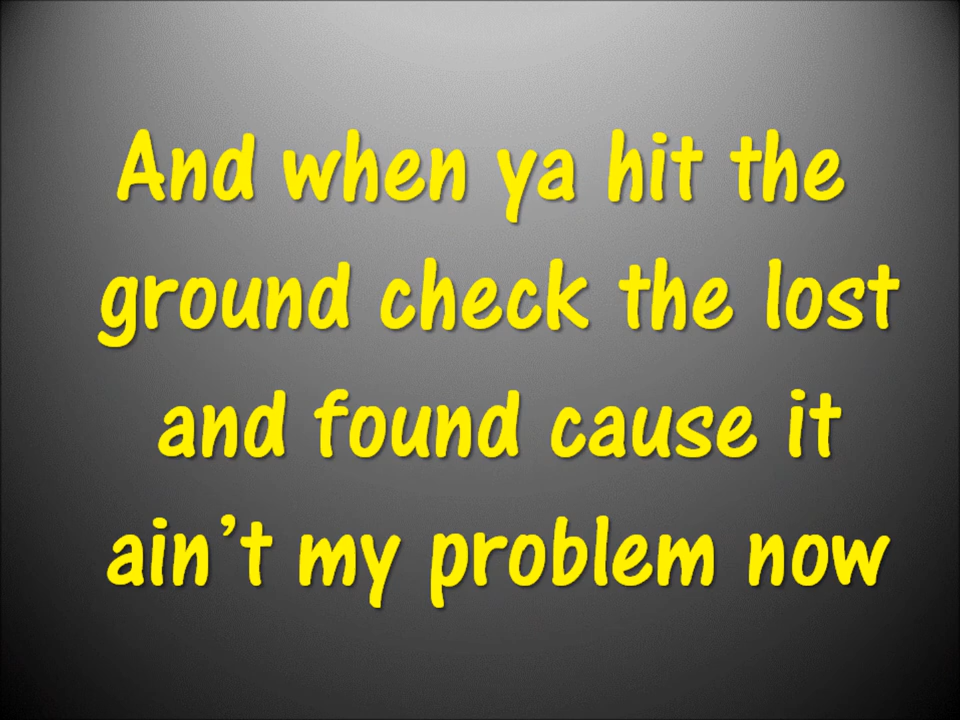 And when ya hit the
ground check the lost
and found cause it
ain't my problem now